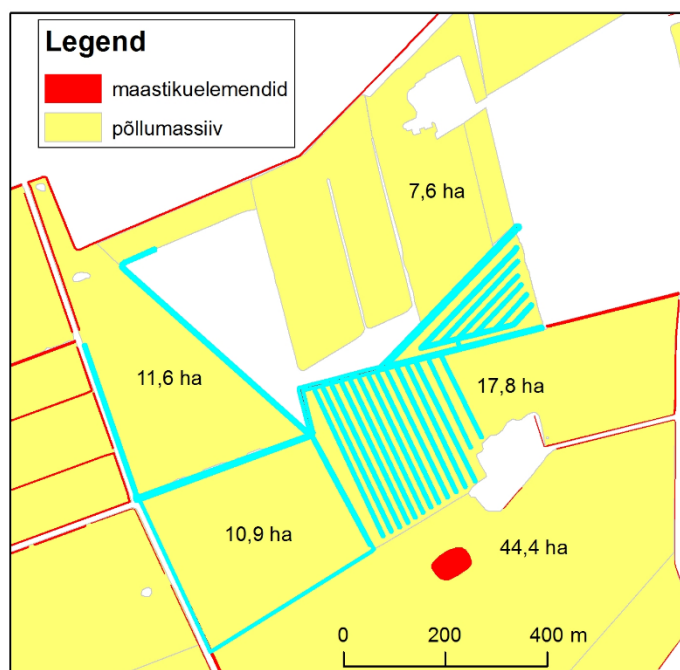 Legend
maastikuelemendid
põllumassiiv
7,6 ha
11,6 ha
17,8 ha
10,9 ha
44,4 ha
0 200 400 m